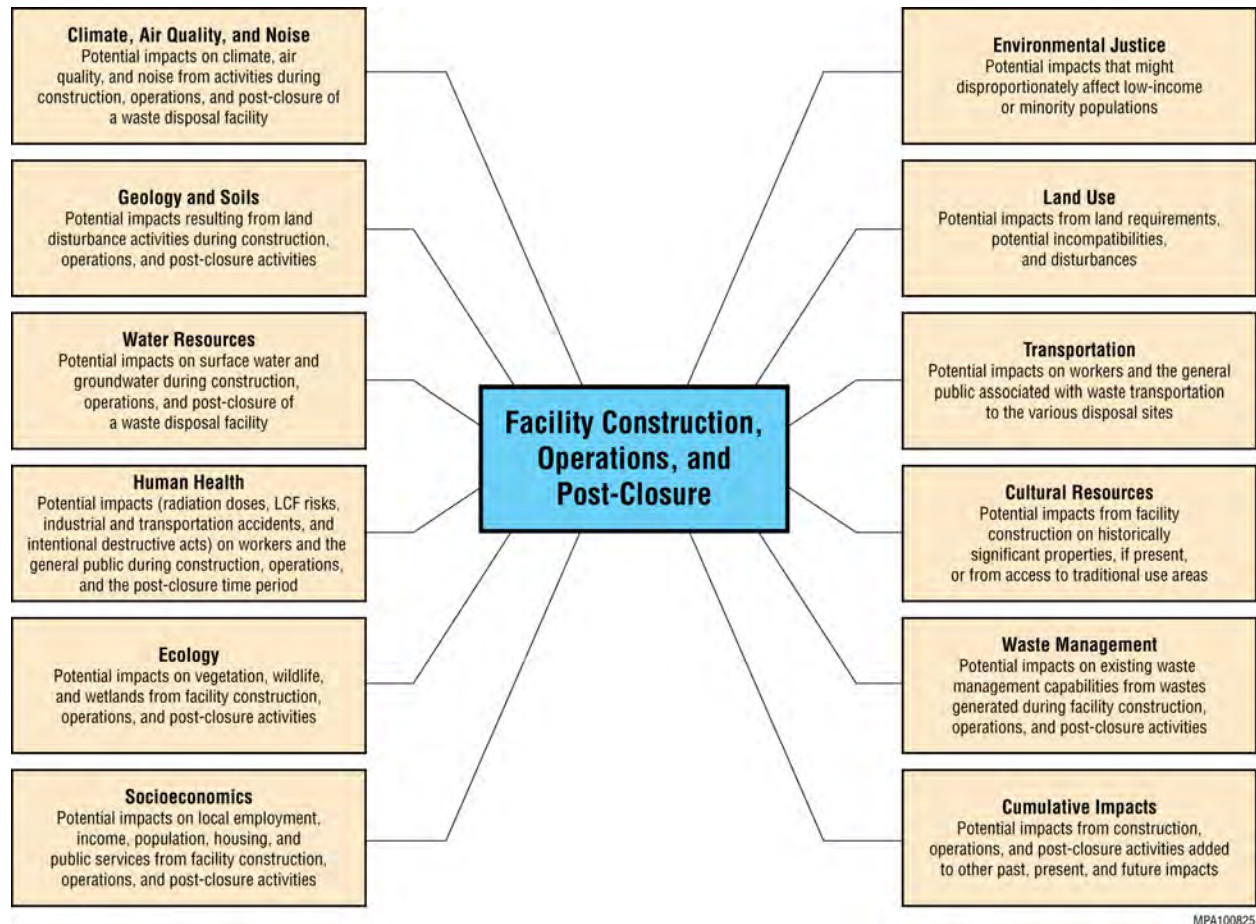 Climate, Air Quality, and Noise
Potential impacts on climate, air
quality, and noise from activities during
construction, operations, and post-closure of
a waste disposal facility
Geology and Soils
Potential impacts resulting from land
disturbance activities during construction,
operations, and post-closure activities
Water Resources
Potential impacts on surface water and
groundwater during construction,
operations, and post-closure of
a waste disposal facility
Human Health
Potential impacts (radiation doses, LCF risks,
industrial and transportation accidents, and
intentional destructive acts) on workers and the
general public during construction, operations,
and the post-closure time period
Ecology
Potential impacts on vegetation, wildlife,
and wetlands from facility construction,
operations, and post-closure activities
Socioeconomics
Potential impacts on local employment,
income, population, housing, and
public services from facility construction,
operations, and post-closure activities
Facility Construction,
Operations, and
Post-Closure
Environmental Justice
Potential impacts that might
disproportionately affect low-income
or minority populations
Land Use
Potential impacts from land requirements,
potential incompatibilities,
and disturbances
Transportation
Potential impacts on workers and the general
public associated with waste transportation
to the various disposal sites
Cultural Resources
Potential impacts from facility
construction on historically
significant properties, if present,
or from access to traditional use areas
Waste Management
Potential impacts on existing waste
management capabilities from wastes
generated during facility construction,
operations, and post-closure activities
Cumulative Impacts
Potential impacts from construction,
operations, and post-closure activities added
to other past, present, and future impacts
MPA100825